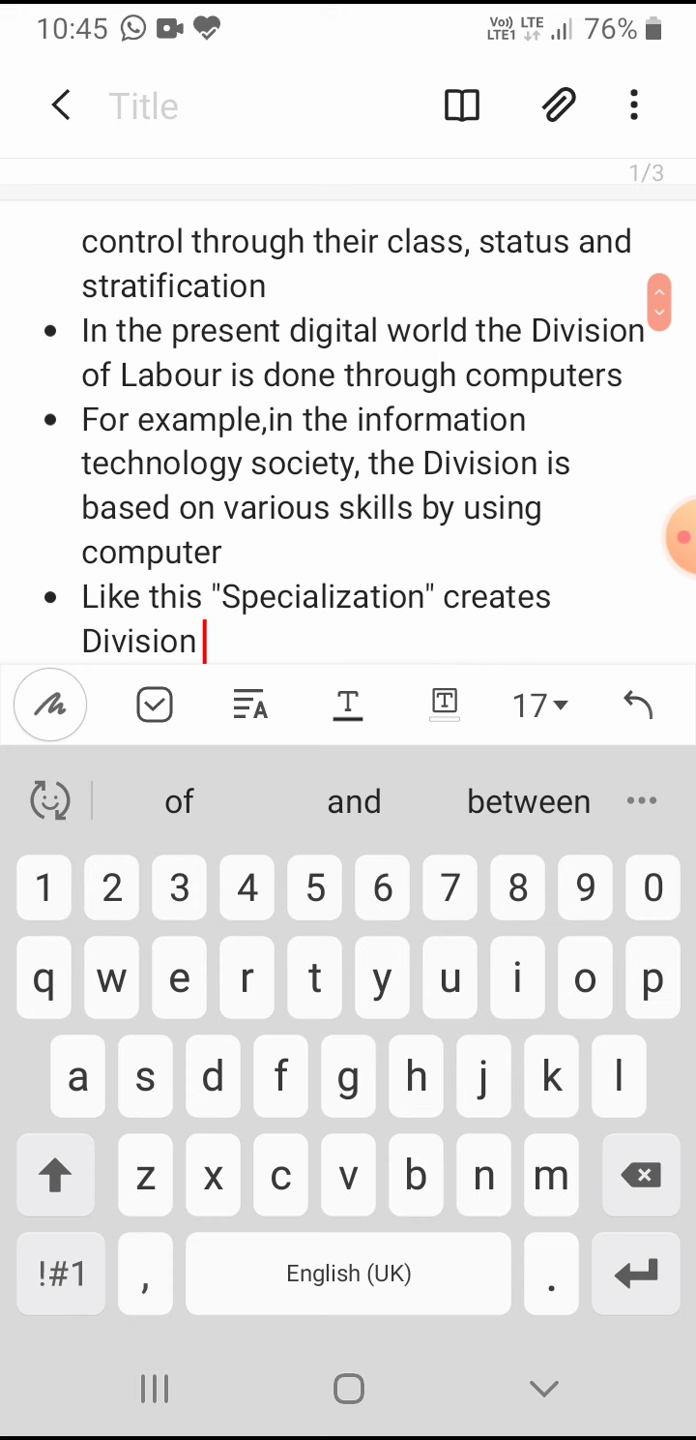 10:45 Vo)) LTE LTE1 76%
Title
1/3
control through their class, status and
stratification
• In the present digital world the Division
of Labour is done through computers
• For example,in the information
technology society, the Division is
based on various skills by using
computer
• Like this "Specialization" creates
Division
T T 17
of and between
1 2 3 4 5 6 7 8 9 0
q w e r t y u i o p
a s d f g h j k l
z x c v b n m
!#1 , English (UK) .